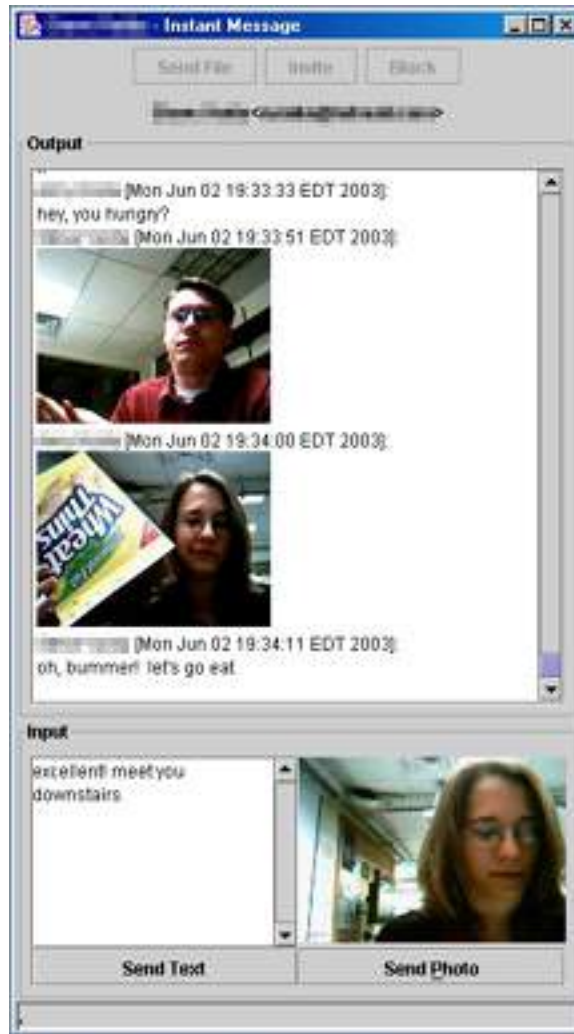 - Instant Message
Send File Invite Block
Output
[Mon Jun 02 19:33:33 EDT 2003]:
hey, you hungry?
[Mon Jun 02 19:33:51 EDT 2003]:
[Mon Jun 02 19:34:00 EDT 2003]:
Wheat
Thins
[Mon Jun 02 19:34:11 EDT 2003]:
oh, bummer! let's go eat
Input
excellent! meet you
downstairs
Send Text Send Photo